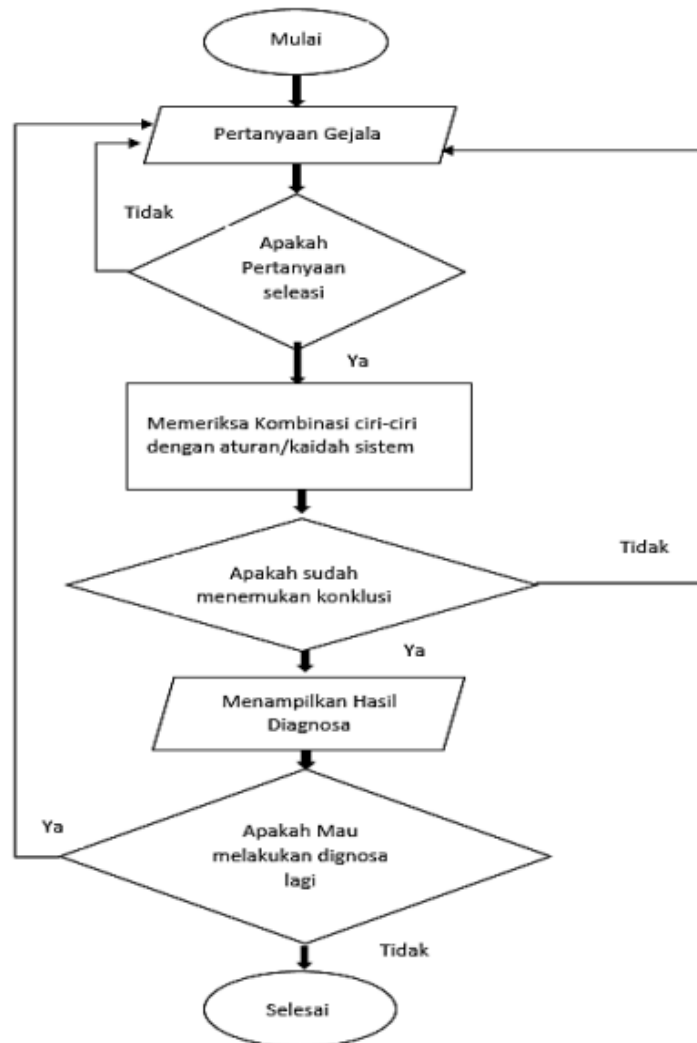 Mulai
Pertanyaan Gejala
Tidak
Apakah
Pertanyaan
seleasi
Ya
Memeriksa Kombinasi ciri-ciri
dengan aturan/kaidah sistem
Tidak
Apakah sudah
menemukan konklusi
Ya
Menampilkan Hasil
Diagnosa
Ya
Apakah Mau
melakukan dignosa
lagi
Tidak
Selesai